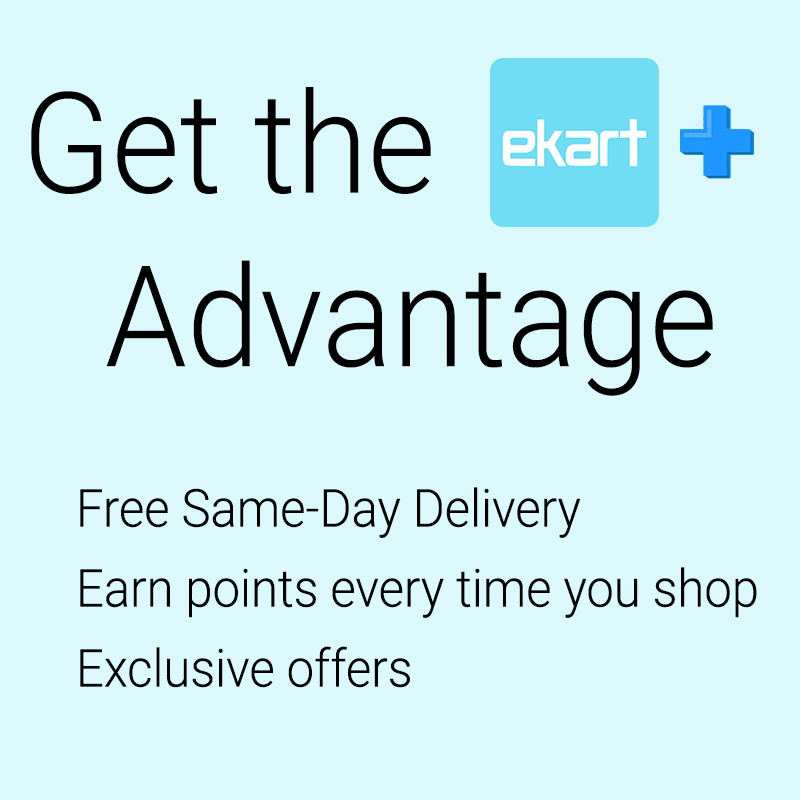 Get the ekart +
Advantage
Free Same-Day Delivery
Earn points every time you shop
Exclusive offers